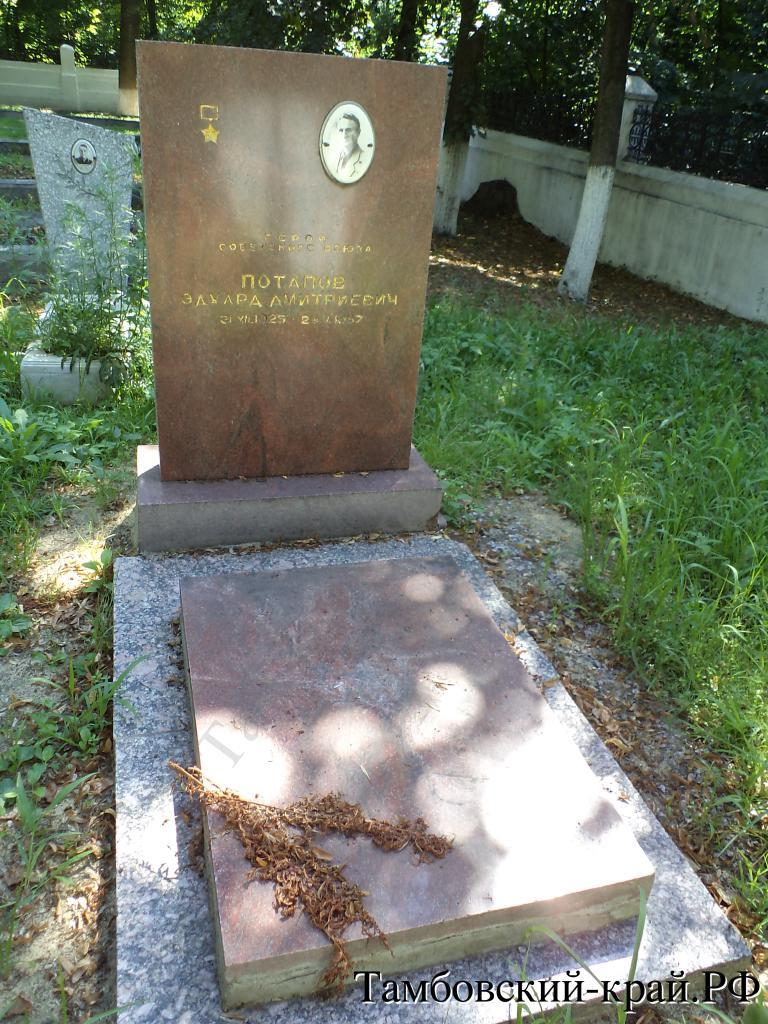 ГЕРОЙ
СОВЕТСКОГО СОЮЗА
ПОТАПОВ
ЭДУАРД ДМИТРИЕВИЧ
Тамбовский-край.РФ